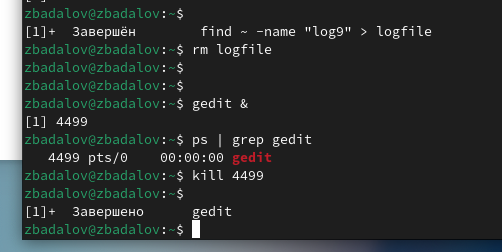 zbadalov@zbadalov:~$
[1]+  Завершён        find ~ -name "log9" > logfile
zbadalov@zbadalov:~$ rm logfile
zbadalov@zbadalov:~$
zbadalov@zbadalov:~$
zbadalov@zbadalov:~$ gedit &
[1] 4499
zbadalov@zbadalov:~$ ps | grep gedit
   4499 pts/0    00:00:00 gedit
zbadalov@zbadalov:~$ kill 4499
zbadalov@zbadalov:~$
[1]+  Завершено      gedit
zbadalov@zbadalov:~$